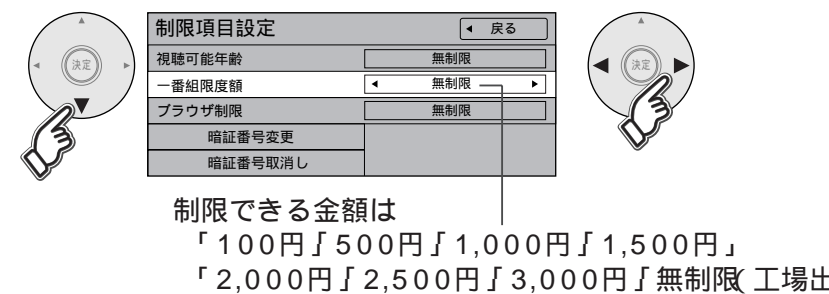 決定
制限項目設定
戻る
視聴可能年齢 無制限
一番組限度額 無制限
ブラウザ制限 無制限
暗証番号変更
暗証番号取消し
決定
制限できる金額は
「100円」「500円」「1,000円」「1,500円」
「2,000円」「2,500円」「3,000円」「無制限(工場出